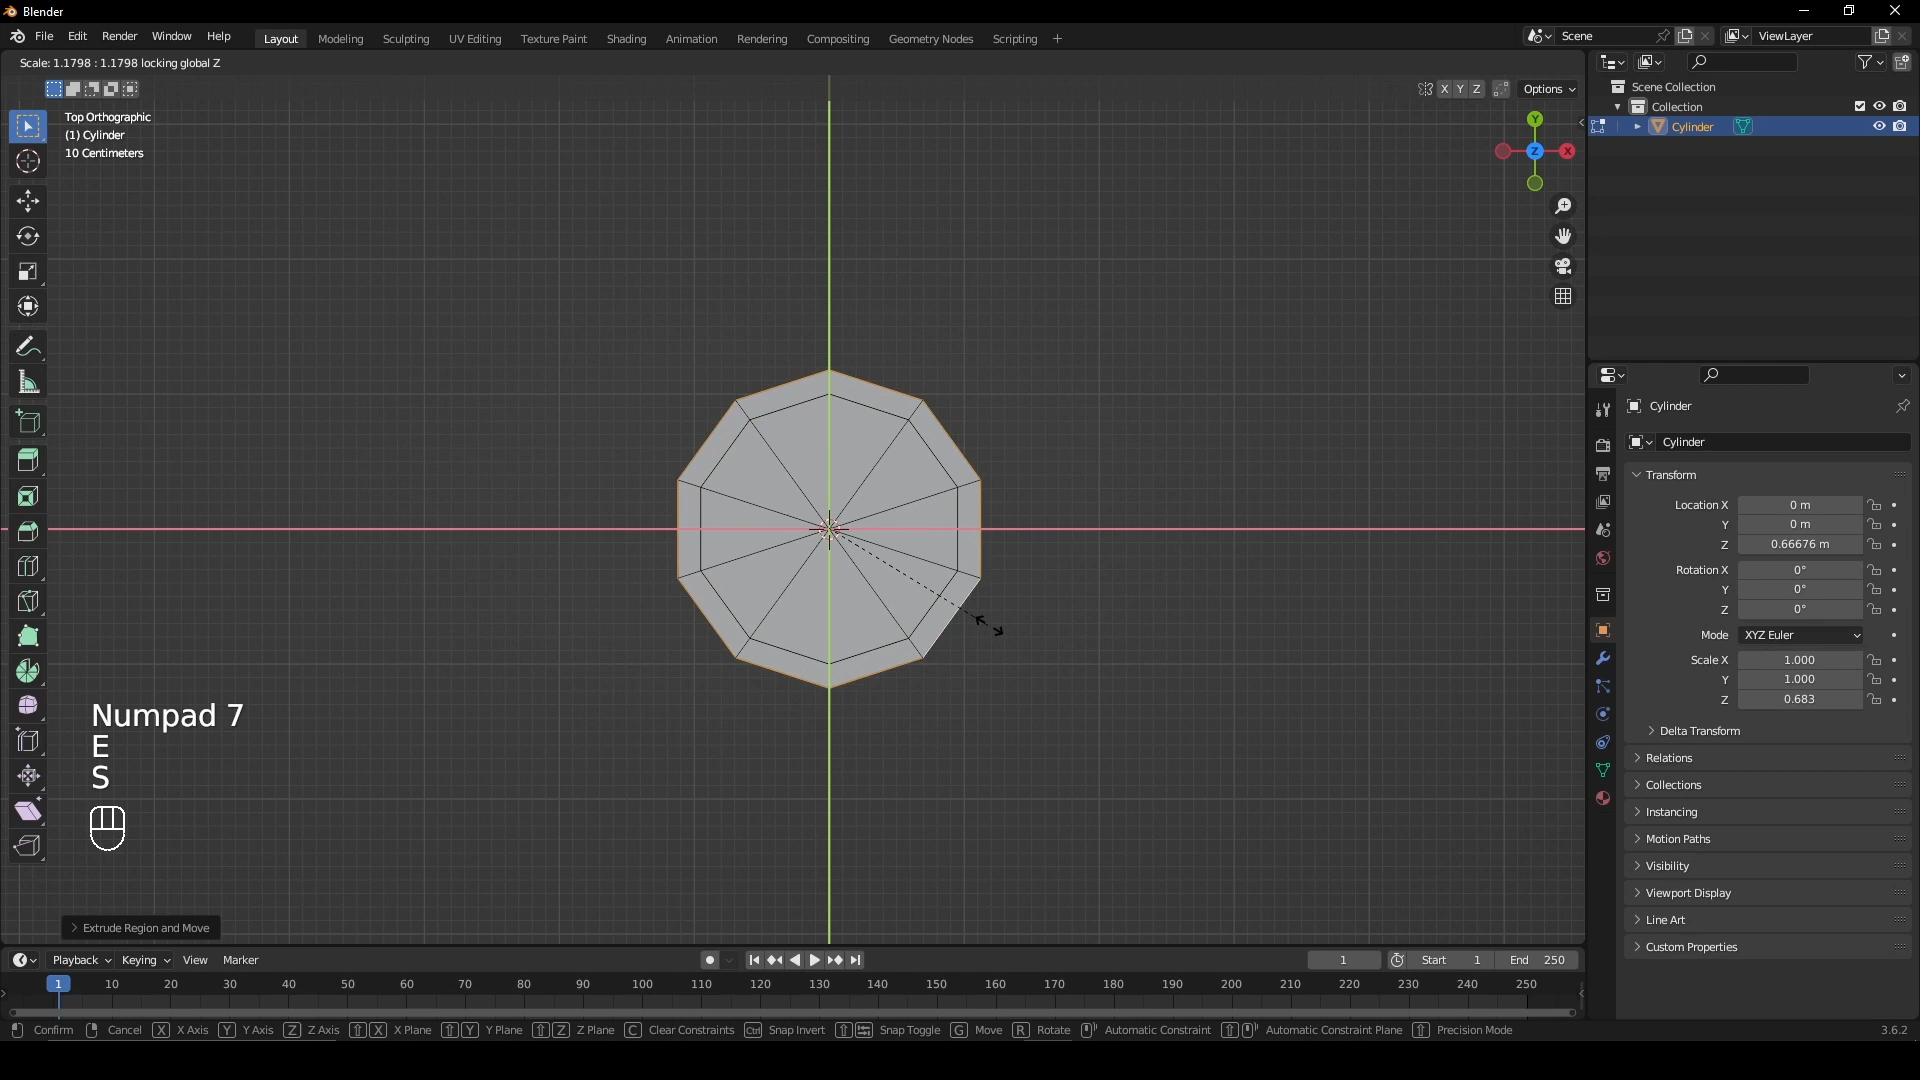 Blender
File Edit Render Window Help Layout Modeling Sculpting UV Editing Texture Paint Shading Animation Rendering Compositing Geometry Nodes Scripting + Scene ViewLayer
Scale: 1.1798 : 1.1798 locking global Z
X Y Z Options
Top Orthographic
(1) Cylinder
10 Centimeters
Y
Z X
Scene Collection
Collection
Cylinder
Cylinder
Cylinder
Transform
Location X 0 m
Y 0 m
Z 0.66676 m
Rotation X 0°
Y 0°
Z 0°
Mode XYZ Euler
Scale X 1.000
Y 1.000
Z 0.683
Delta Transform
Relations
Collections
Instancing
Motion Paths
Visibility
Viewport Display
Line Art
Custom Properties
Numpad 7
E
S
Extrude Region and Move
Playback Keying View Marker 1 Start 1 End 250
1 10 20 30 40 50 60 70 80 90 100 110 120 130 140 150 160 170 180 190 200 210 220 230 240 250
Confirm Cancel X X Axis Y Y Axis Z Z Axis X X Plane Y Y Plane Z Z Plane C Clear Constraints Ctrl Snap Invert Snap Toggle G Move R Rotate Automatic Constraint Automatic Constraint Plane Precision Mode 3.6.2